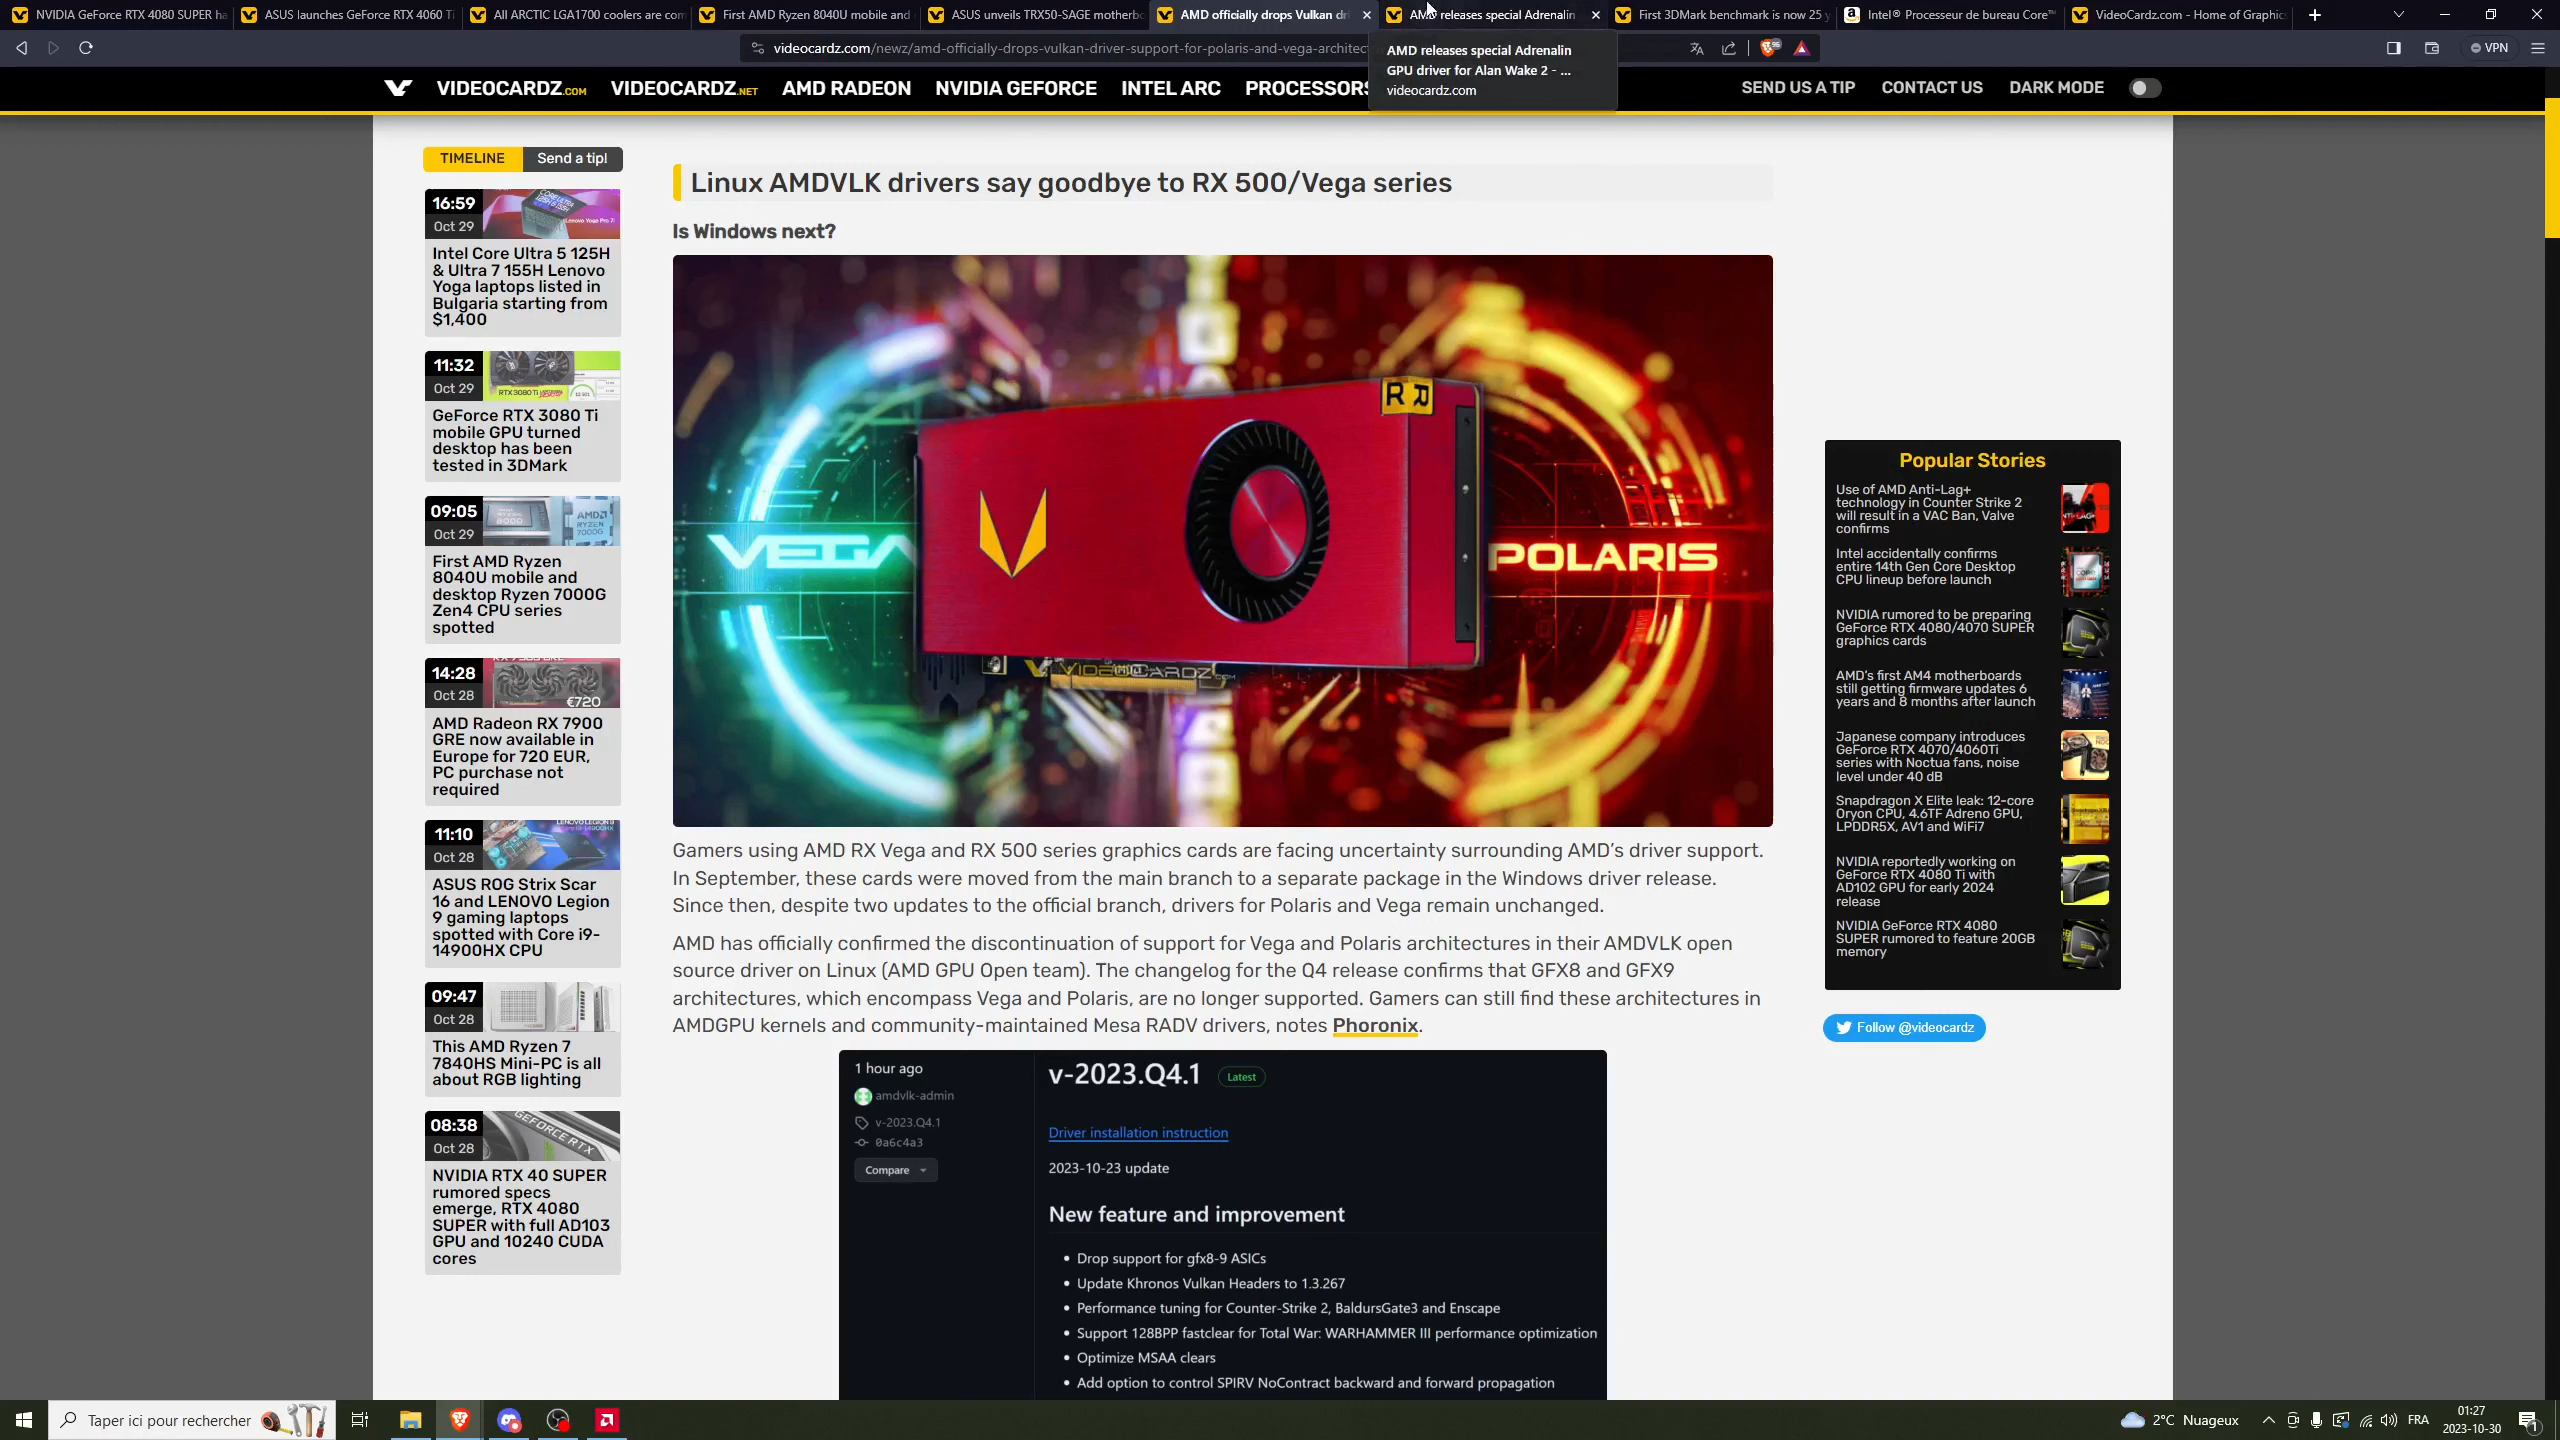 NVIDIA GeForce RTX 4080 SUPER ha
ASUS launches GeForce RTX 4060 Ti
All ARCTIC LGA1700 coolers are com
First AMD Ryzen 8040U mobile and
ASUS unveils TRX50-SAGE motherbo
AMD officially drops Vulkan dri
AMD releases special Adrenalin
First 3DMark benchmark is now 25 y
Intel® Processeur de bureau Core™
VideoCardz.com - Home of Graphic
videocardz.com/newz/amd-officially-drops-vulkan-driver-support-for-polaris-and-vega-architec
VPN
AMD releases special Adrenalin
GPU driver for Alan Wake 2 - ...
videocardz.com
VIDEOCARDZ.COM
VIDEOCARDZ.NET
AMD RADEON
NVIDIA GEFORCE
INTEL ARC
PROCESSORS
SEND US A TIP
CONTACT US
DARK MODE
TIMELINE
Send a tip!
16:59
Oct 29
Intel Core Ultra 5 125H
& Ultra 7 155H Lenovo
Yoga laptops listed in
Bulgaria starting from
$1,400
11:32
Oct 29
RTX 3080 Ti
GeForce RTX 3080 Ti
mobile GPU turned
desktop has been
tested in 3DMark
09:05
Oct 29
AMD
RYZEN
7000G
First AMD Ryzen
8040U mobile and
desktop Ryzen 7000G
Zen4 CPU series
spotted
14:28
Oct 28
€720
AMD Radeon RX 7900
GRE now available in
Europe for 720 EUR,
PC purchase not
required
11:10
Oct 28
ASUS ROG Strix Scar
16 and LENOVO Legion
9 gaming laptops
spotted with Core i9-
14900HX CPU
09:47
Oct 28
This AMD Ryzen 7
7840HS Mini-PC is all
about RGB lighting
08:38
Oct 28
GEFORCE RTX
NVIDIA RTX 40 SUPER
rumored specs
emerge, RTX 4080
SUPER with full AD103
GPU and 10240 CUDA
cores
Linux AMDVLK drivers say goodbye to RX 500/Vega series
Is Windows next?
R R
VEGA
POLARIS
VIDEOCARDZ.COM
Gamers using AMD RX Vega and RX 500 series graphics cards are facing uncertainty surrounding AMD’s driver support.
In September, these cards were moved from the main branch to a separate package in the Windows driver release.
Since then, despite two updates to the official branch, drivers for Polaris and Vega remain unchanged.
AMD has officially confirmed the discontinuation of support for Vega and Polaris architectures in their AMDVLK open
source driver on Linux (AMD GPU Open team). The changelog for the Q4 release confirms that GFX8 and GFX9
architectures, which encompass Vega and Polaris, are no longer supported. Gamers can still find these architectures in
AMDGPU kernels and community-maintained Mesa RADV drivers, notes Phoronix.
1 hour ago
amdvlk-admin
v-2023.Q4.1
0a6c4a3
Compare
v-2023.Q4.1
Latest
Driver installation instruction
2023-10-23 update
New feature and improvement
• Drop support for gfx8-9 ASICs
• Update Khronos Vulkan Headers to 1.3.267
• Performance tuning for Counter-Strike 2, BaldursGate3 and Enscape
• Support 128BPP fastclear for Total War: WARHAMMER III performance optimization
• Optimize MSAA clears
• Add option to control SPIRV NoContract backward and forward propagation
Popular Stories
Use of AMD Anti-Lag+
technology in Counter Strike 2
will result in a VAC Ban, Valve
confirms
Intel accidentally confirms
entire 14th Gen Core Desktop
CPU lineup before launch
NVIDIA rumored to be preparing
GeForce RTX 4080/4070 SUPER
graphics cards
AMD’s first AM4 motherboards
still getting firmware updates 6
years and 8 months after launch
Japanese company introduces
GeForce RTX 4070/4060Ti
series with Noctua fans, noise
level under 40 dB
Snapdragon X Elite leak: 12-core
Oryon CPU, 4.6TF Adreno GPU,
LPDDR5X, AV1 and WiFi7
NVIDIA reportedly working on
GeForce RTX 4080 Ti with
AD102 GPU for early 2024
release
NVIDIA GeForce RTX 4080
SUPER rumored to feature 20GB
memory
Follow @videocardz
Taper ici pour rechercher
2°C Nuageux
FRA
01:27
2023-10-30
1